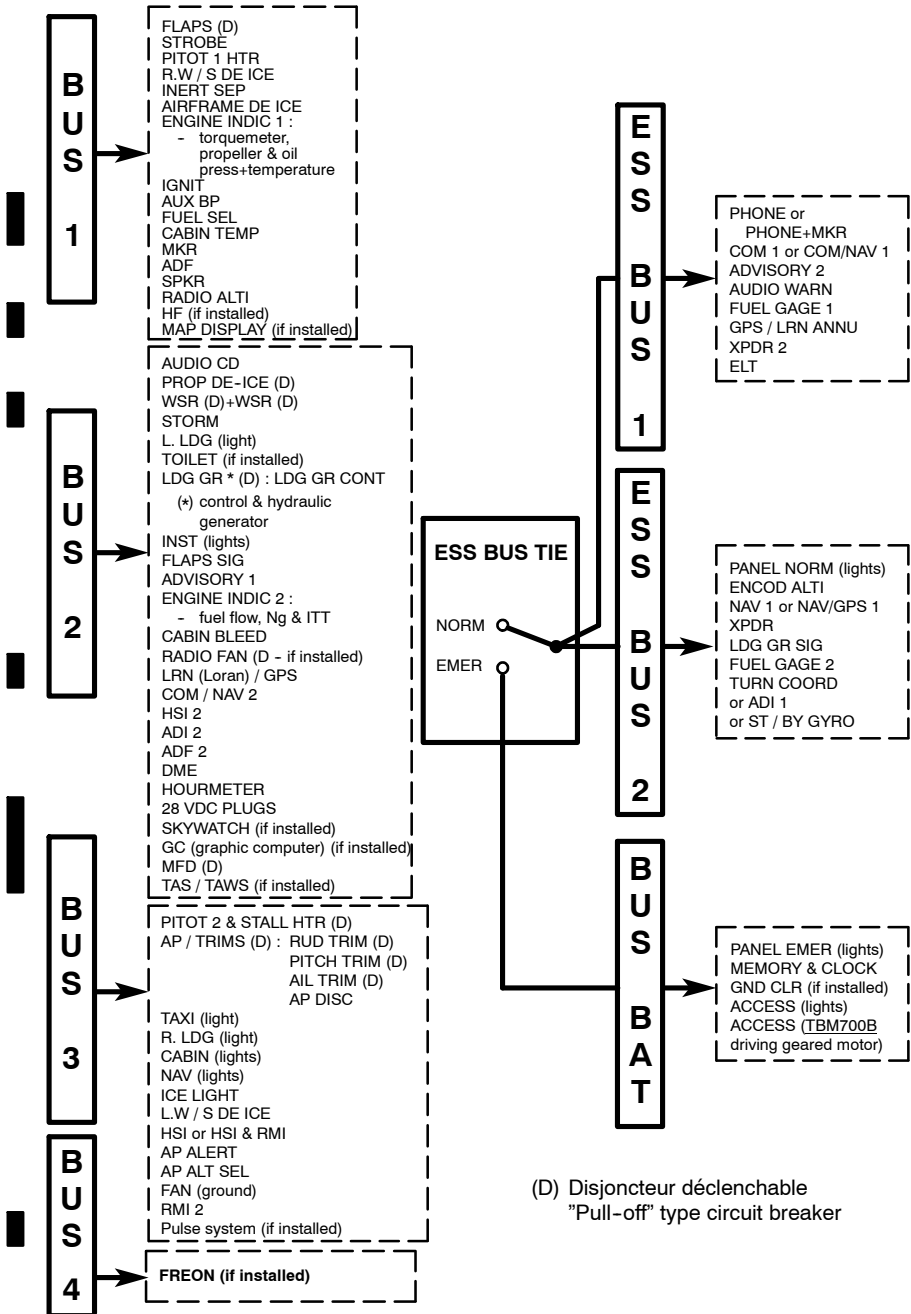 BUS 1
FLAPS (D)
STROBE
PITOT 1 HTR
R.W / S DE ICE
INERT SEP
AIRFRAME DE ICE
ENGINE INDIC 1 :
- torquemeter,
propeller & oil
press+temperature
IGNIT
AUX BP
FUEL SEL
CABIN TEMP
MKR
ADF
SPKR
RADIO ALTI
HF (if installed)
MAP DISPLAY (if installed)
BUS 2
AUDIO CD
PROP DE-ICE (D)
WSR (D)+WSR (D)
STORM
L. LDG (light)
TOILET (if installed)
LDG GR * (D) : LDG GR CONT
(*) control & hydraulic
generator
INST (lights)
FLAPS SIG
ADVISORY 1
ENGINE INDIC 2 :
- fuel flow, Ng & ITT
CABIN BLEED
RADIO FAN (D - if installed)
LRN (Loran) / GPS
COM / NAV 2
HSI 2
ADI 2
ADF 2
DME
HOURMETER
28 VDC PLUGS
SKYWATCH (if installed)
GC (graphic computer) (if installed)
MFD (D)
TAS / TAWS (if installed)
BUS 3
PITOT 2 & STALL HTR (D)
AP / TRIMS (D) : RUD TRIM (D)
PITCH TRIM (D)
AIL TRIM (D)
AP DISC
TAXI (light)
R. LDG (light)
CABIN (lights)
NAV (lights)
ICE LIGHT
L.W / S DE ICE
HSI or HSI & RMI
AP ALERT
AP ALT SEL
FAN (ground)
RMI 2
Pulse system (if installed)
BUS 4
FREON (if installed)
ESS BUS TIE
NORM
EMER
ESS BUS 1
PHONE or
PHONE+MKR
COM 1 or COM/NAV 1
ADVISORY 2
AUDIO WARN
FUEL GAGE 1
GPS / LRN ANNU
XPDR 2
ELT
ESS BUS 2
PANEL NORM (lights)
ENCOD ALTI
NAV 1 or NAV/GPS 1
XPDR
LDG GR SIG
FUEL GAGE 2
TURN COORD
or ADI 1
or ST / BY GYRO
BUS BAT
PANEL EMER (lights)
MEMORY & CLOCK
GND CLR (if installed)
ACCESS (lights)
ACCESS (TBM700B
driving geared motor)
(D) Disjoncteur déclenchable
"Pull-off" type circuit breaker